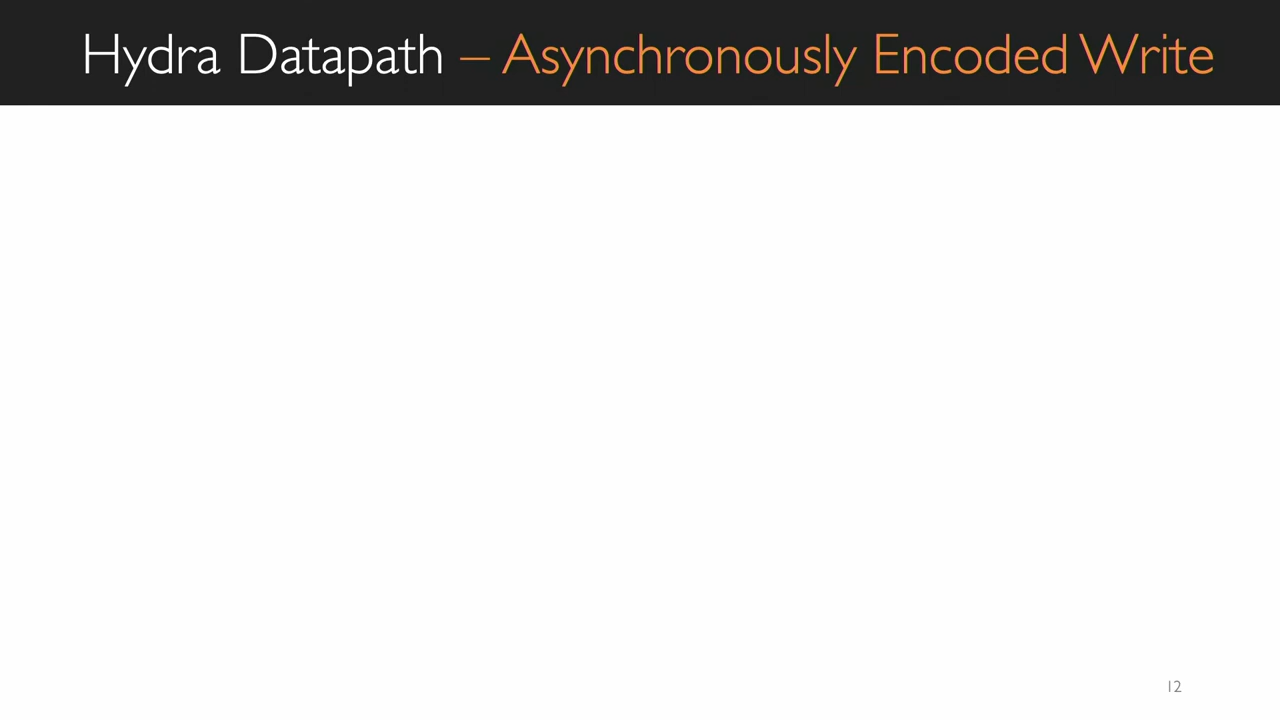 Hydra Datapath – Asynchronously Encoded Write
12